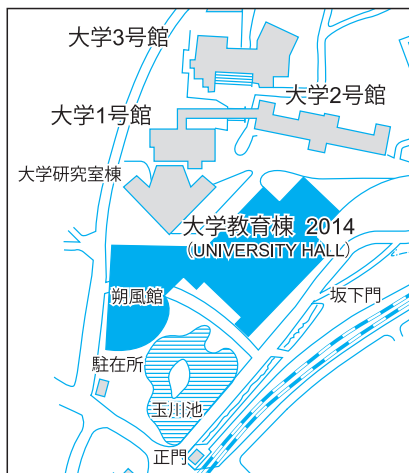 大学3号館
大学2号館
大学1号館
大学研究室棟
大学教育棟 2014
(UNIVERSITY HALL)
朔風館
坂下門
駐在所
玉川池
正門